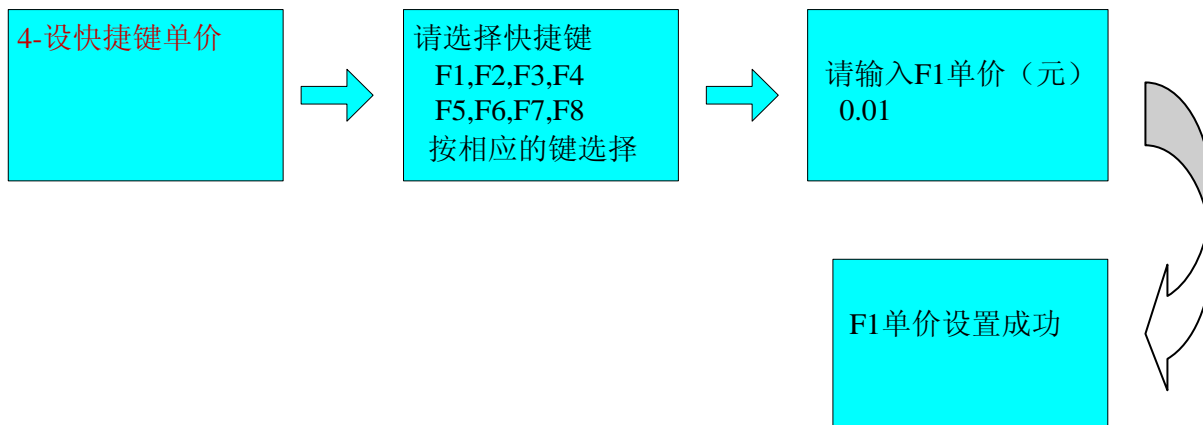 4-设快捷键单价
请选择快捷键
F1,F2,F3,F4
F5,F6,F7,F8
按相应的键选择
请输入F1单价（元）
0.01
F1单价设置成功